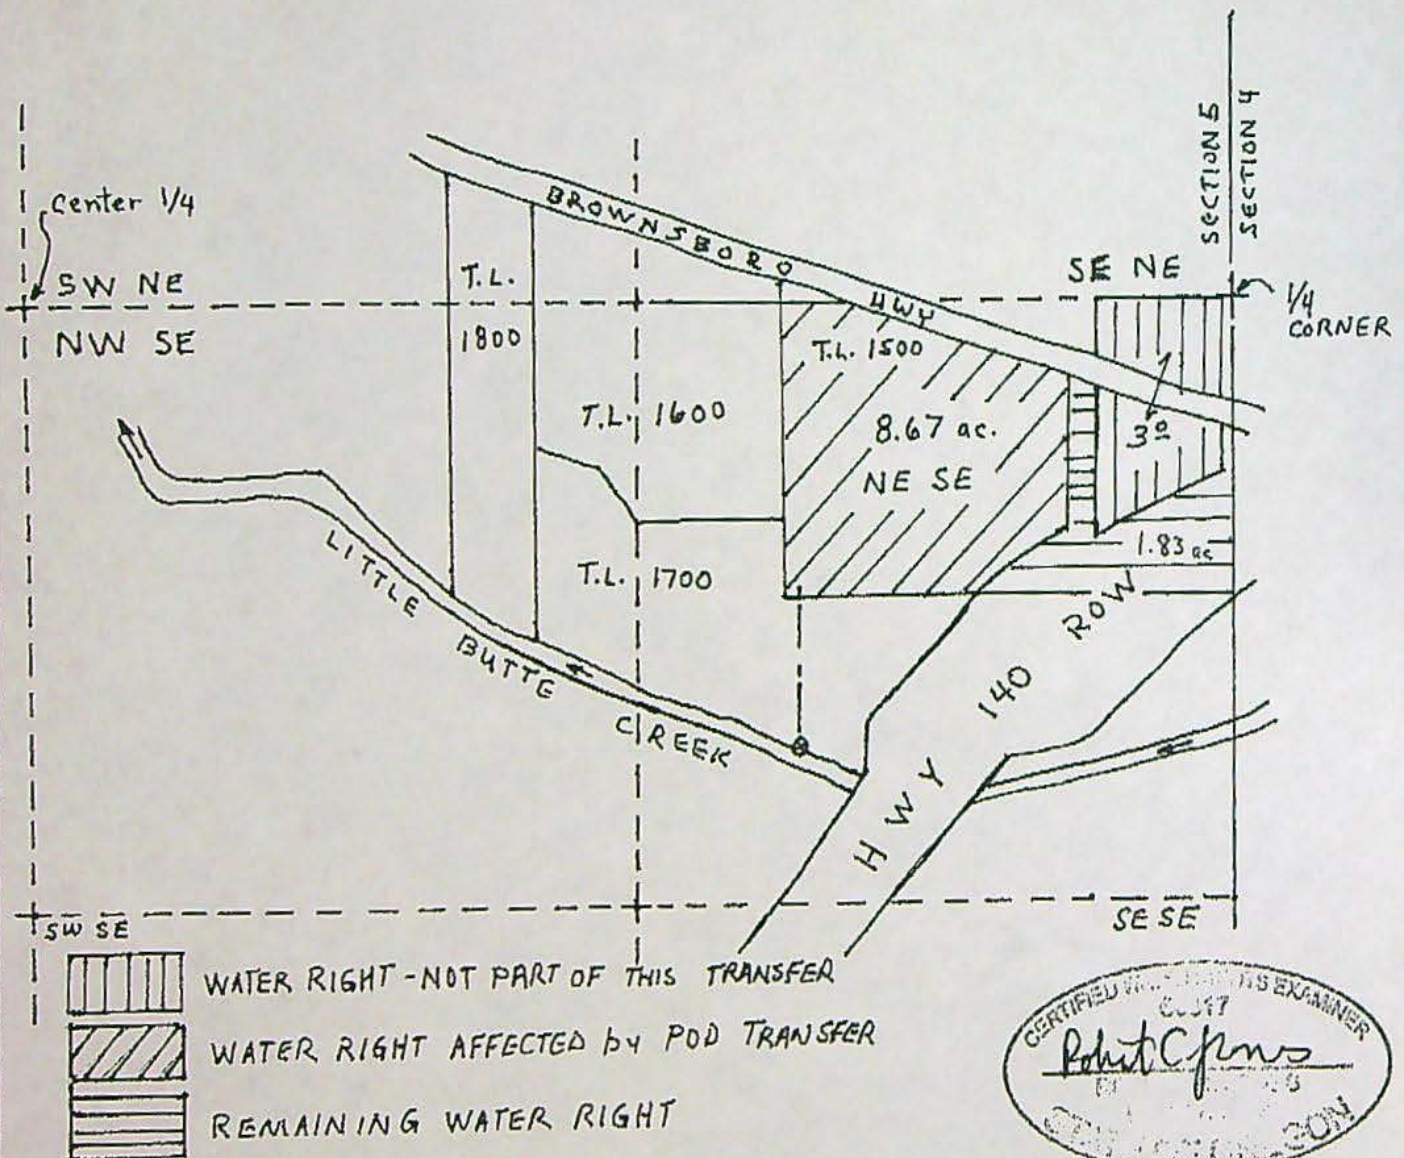 SECTION 5
SECTION 4
Center 1/4
BROWNSBORO HWY
SE NE
SW NE
T.L.
1/4
CORNER
NW SE
1800
T.L. 1500
T.L. 1600
8.67 ac.
3º
NE SE
1.83 ac
T.L. 1700
LITTLE BUTTE CREEK
HWY 140 ROW
SW SE
SE SE
WATER RIGHT - NOT PART OF THIS TRANSFER
WATER RIGHT AFFECTED by POD TRANSFER
REMAINING WATER RIGHT
CERTIFIED EXAMINER